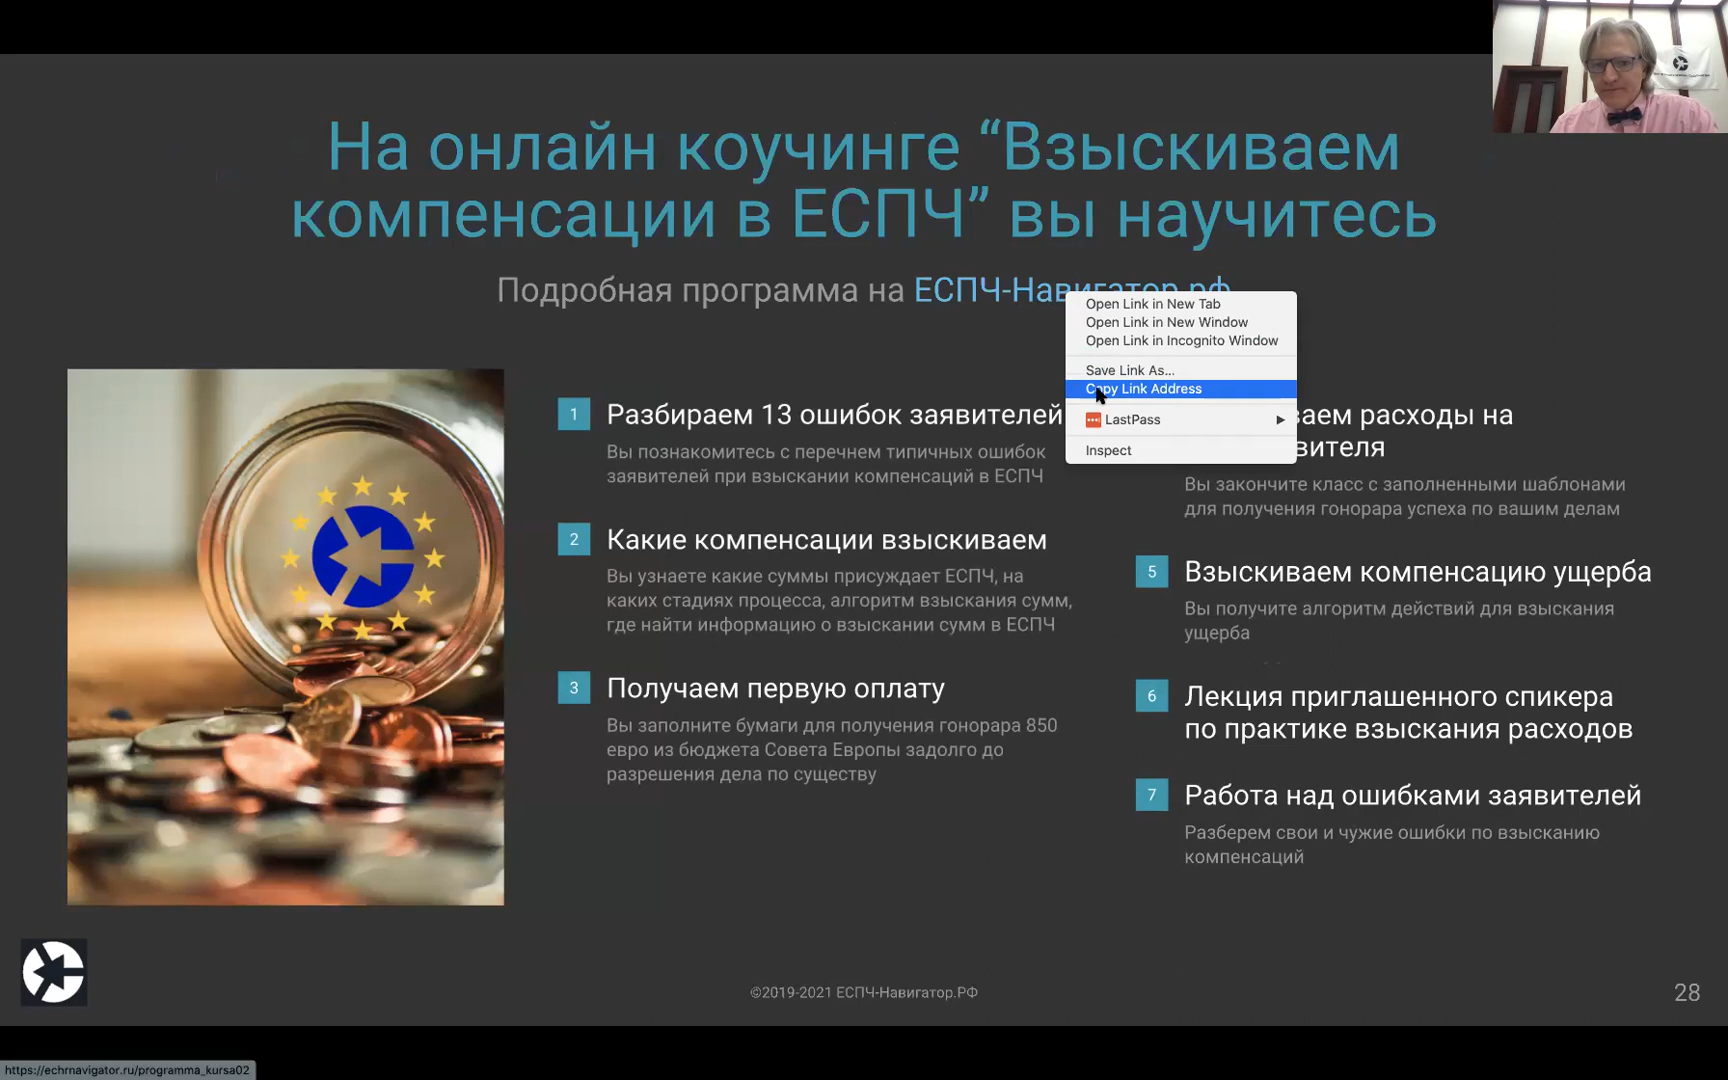 На онлайн коучинге “Взыскиваем
компенсации в ЕСПЧ” вы научитесь
Подробная программа на ЕСПЧ-Навигатор.рф
Open Link in New Tab
Open Link in New Window
Open Link in Incognito Window
Save Link As...
Copy Link Address
LastPass
Inspect
1 Разбираем 13 ошибок заявителей
Вы познакомитесь с перечнем типичных ошибок
заявителей при взыскании компенсаций в ЕСПЧ
2 Какие компенсации взыскиваем
Вы узнаете какие суммы присуждает ЕСПЧ, на
каких стадиях процесса, алгоритм взыскания сумм,
где найти информацию о взыскании сумм в ЕСПЧ
3 Получаем первую оплату
Вы заполните бумаги для получения гонорара 850
евро из бюджета Совета Европы задолго до
разрешения дела по существу
расходы на
Вы закончите класс с заполненными шаблонами
для получения гонорара успеха по вашим делам
5 Взыскиваем компенсацию ущерба
Вы получите алгоритм действий для взыскания
ущерба
6 Лекция приглашенного спикера
по практике взыскания расходов
7 Работа над ошибками заявителей
Разберем свои и чужие ошибки по взысканию
компенсаций
©2019-2021 ЕСПЧ-Навигатор.РФ
28
https://echrnavigator.ru/programma_kursa02